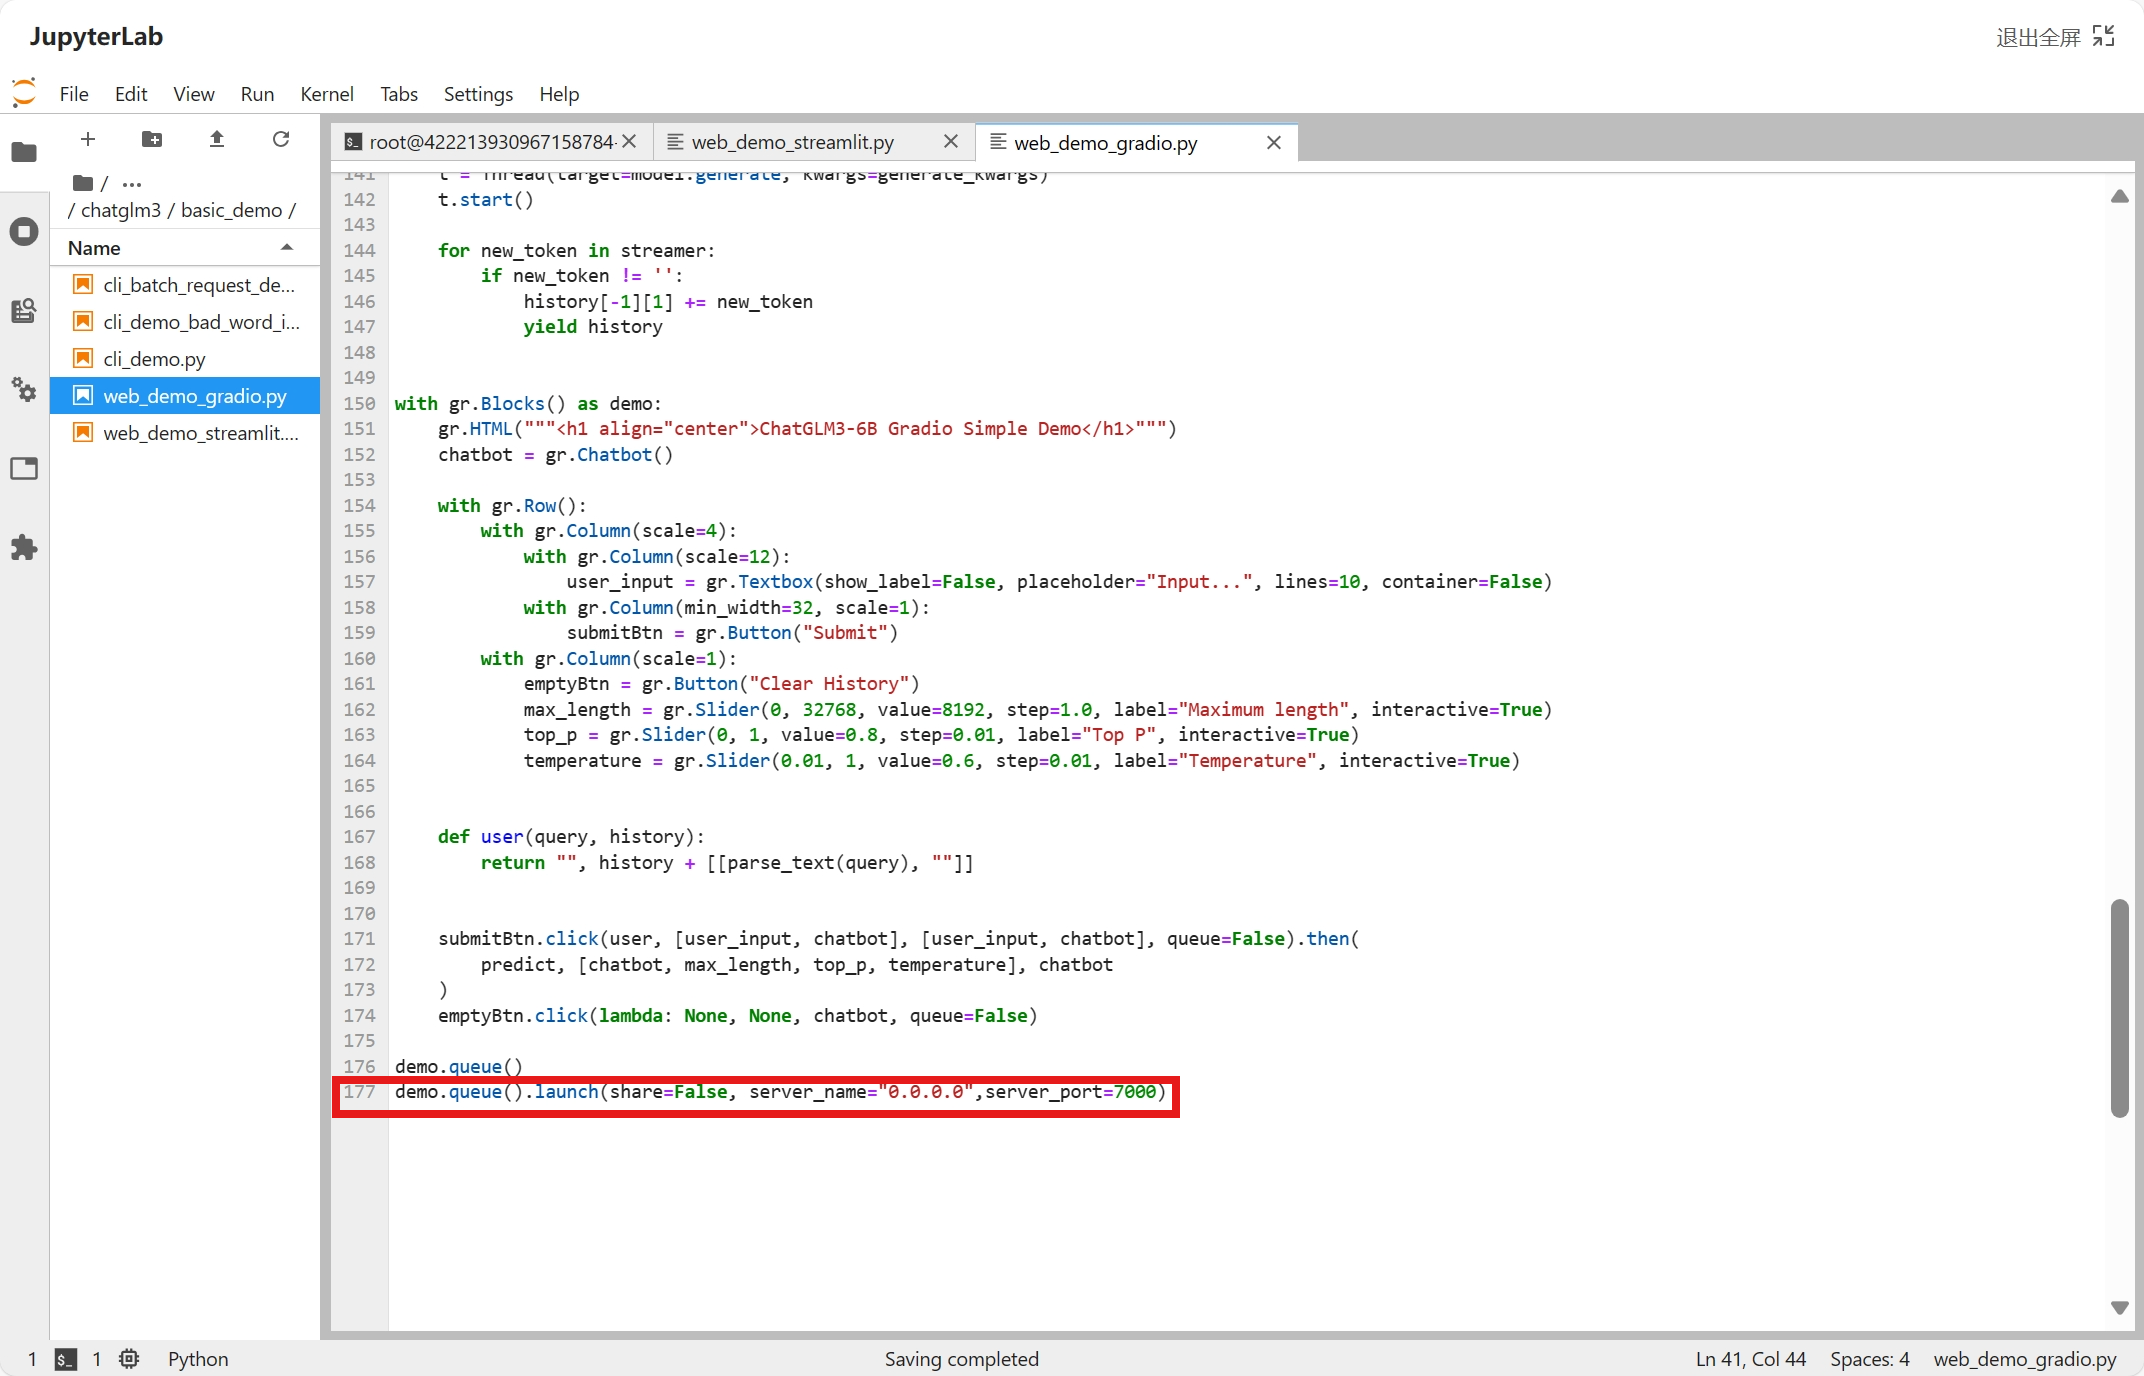 JupyterLab
退出全屏
File Edit View Run Kernel Tabs Settings Help
root@422213930967158784-
web_demo_streamlit.py
web_demo_gradio.py
/ …
/ chatglm3 / basic_demo /
Name
cli_batch_request_de...
cli_demo_bad_word_i...
cli_demo.py
web_demo_gradio.py
web_demo_streamlit....
141     t = Thread(target=model.generate, kwargs=generate_kwargs)
142     t.start()
143
144     for new_token in streamer:
145         if new_token != '':
146             history[-1][1] += new_token
147             yield history
148
149
150 with gr.Blocks() as demo:
151     gr.HTML("""<h1 align="center">ChatGLM3-6B Gradio Simple Demo</h1>""")
152     chatbot = gr.Chatbot()
153
154     with gr.Row():
155         with gr.Column(scale=4):
156             with gr.Column(scale=12):
157                 user_input = gr.Textbox(show_label=False, placeholder="Input...", lines=10, container=False)
158             with gr.Column(min_width=32, scale=1):
159                 submitBtn = gr.Button("Submit")
160         with gr.Column(scale=1):
161             emptyBtn = gr.Button("Clear History")
162             max_length = gr.Slider(0, 32768, value=8192, step=1.0, label="Maximum length", interactive=True)
163             top_p = gr.Slider(0, 1, value=0.8, step=0.01, label="Top P", interactive=True)
164             temperature = gr.Slider(0.01, 1, value=0.6, step=0.01, label="Temperature", interactive=True)
165
166
167     def user(query, history):
168         return "", history + [[parse_text(query), ""]]
169
170
171     submitBtn.click(user, [user_input, chatbot], [user_input, chatbot], queue=False).then(
172         predict, [chatbot, max_length, top_p, temperature], chatbot
173     )
174     emptyBtn.click(lambda: None, None, chatbot, queue=False)
175
176 demo.queue()
177 demo.queue().launch(share=False, server_name="0.0.0.0",server_port=7000)
1 $_ 1 Python
Saving completed
Ln 41, Col 44 Spaces: 4 web_demo_gradio.py